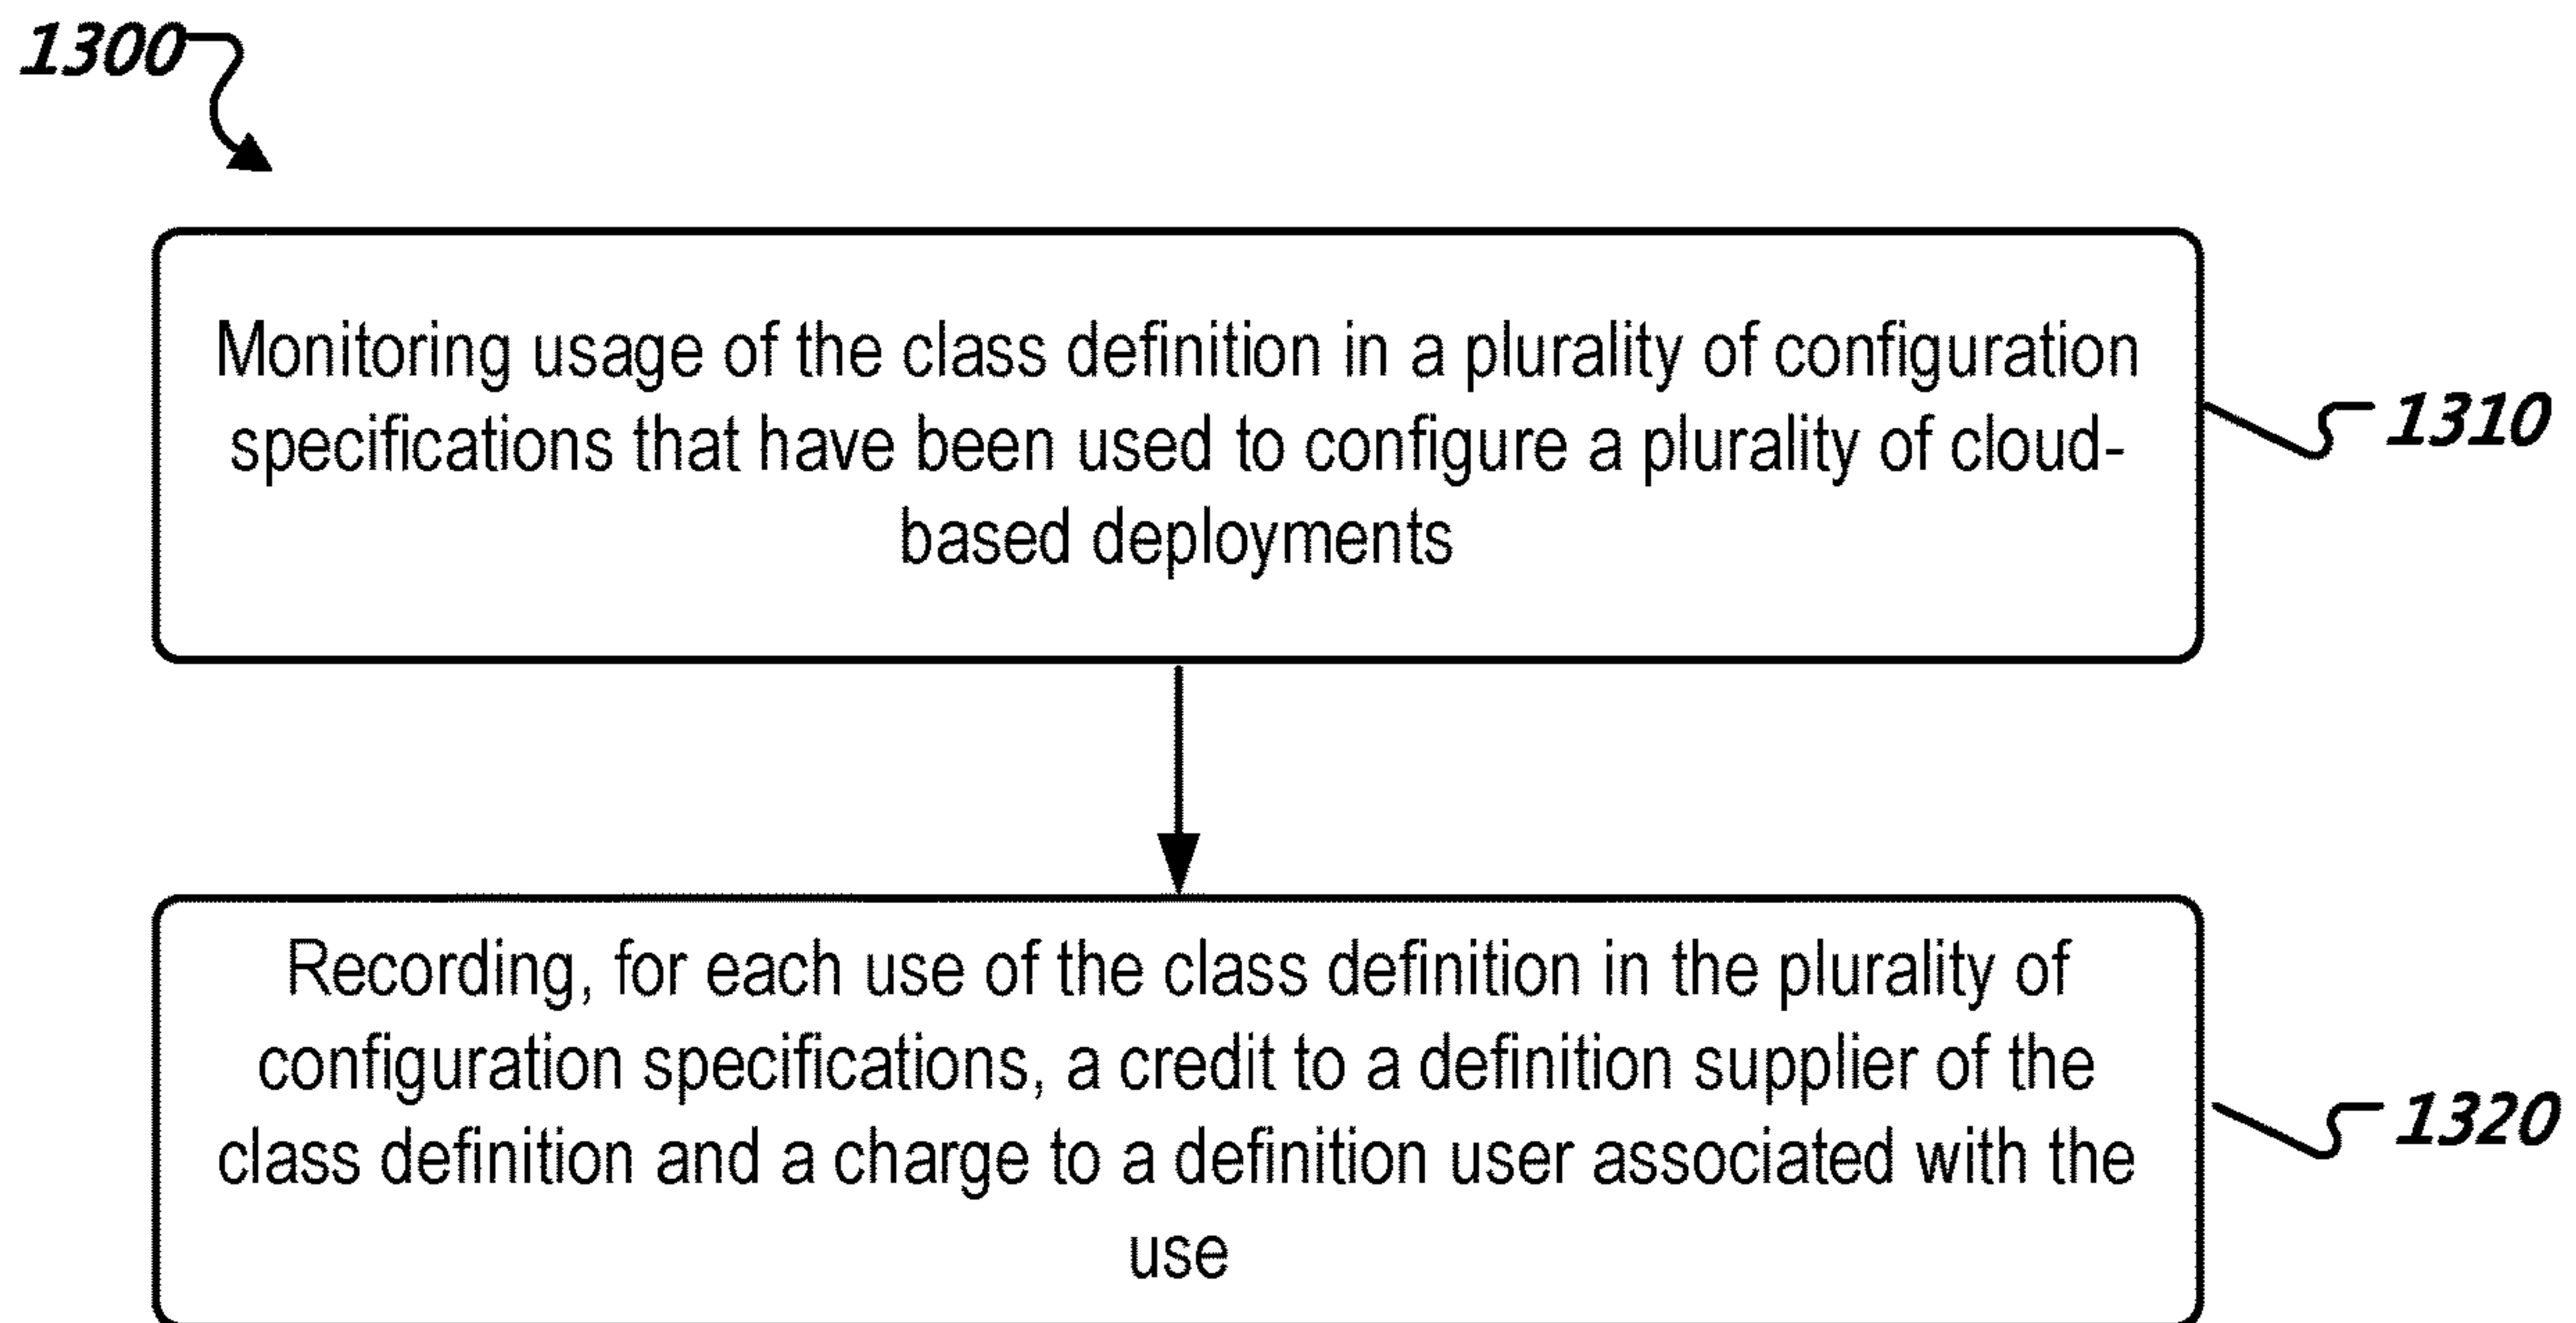 1300
Monitoring usage of the class definition in a plurality of configuration
specifications that have been used to configure a plurality of cloud-
based deployments
1310
Recording, for each use of the class definition in the plurality of
configuration specifications, a credit to a definition supplier of the
class definition and a charge to a definition user associated with the
use
1320